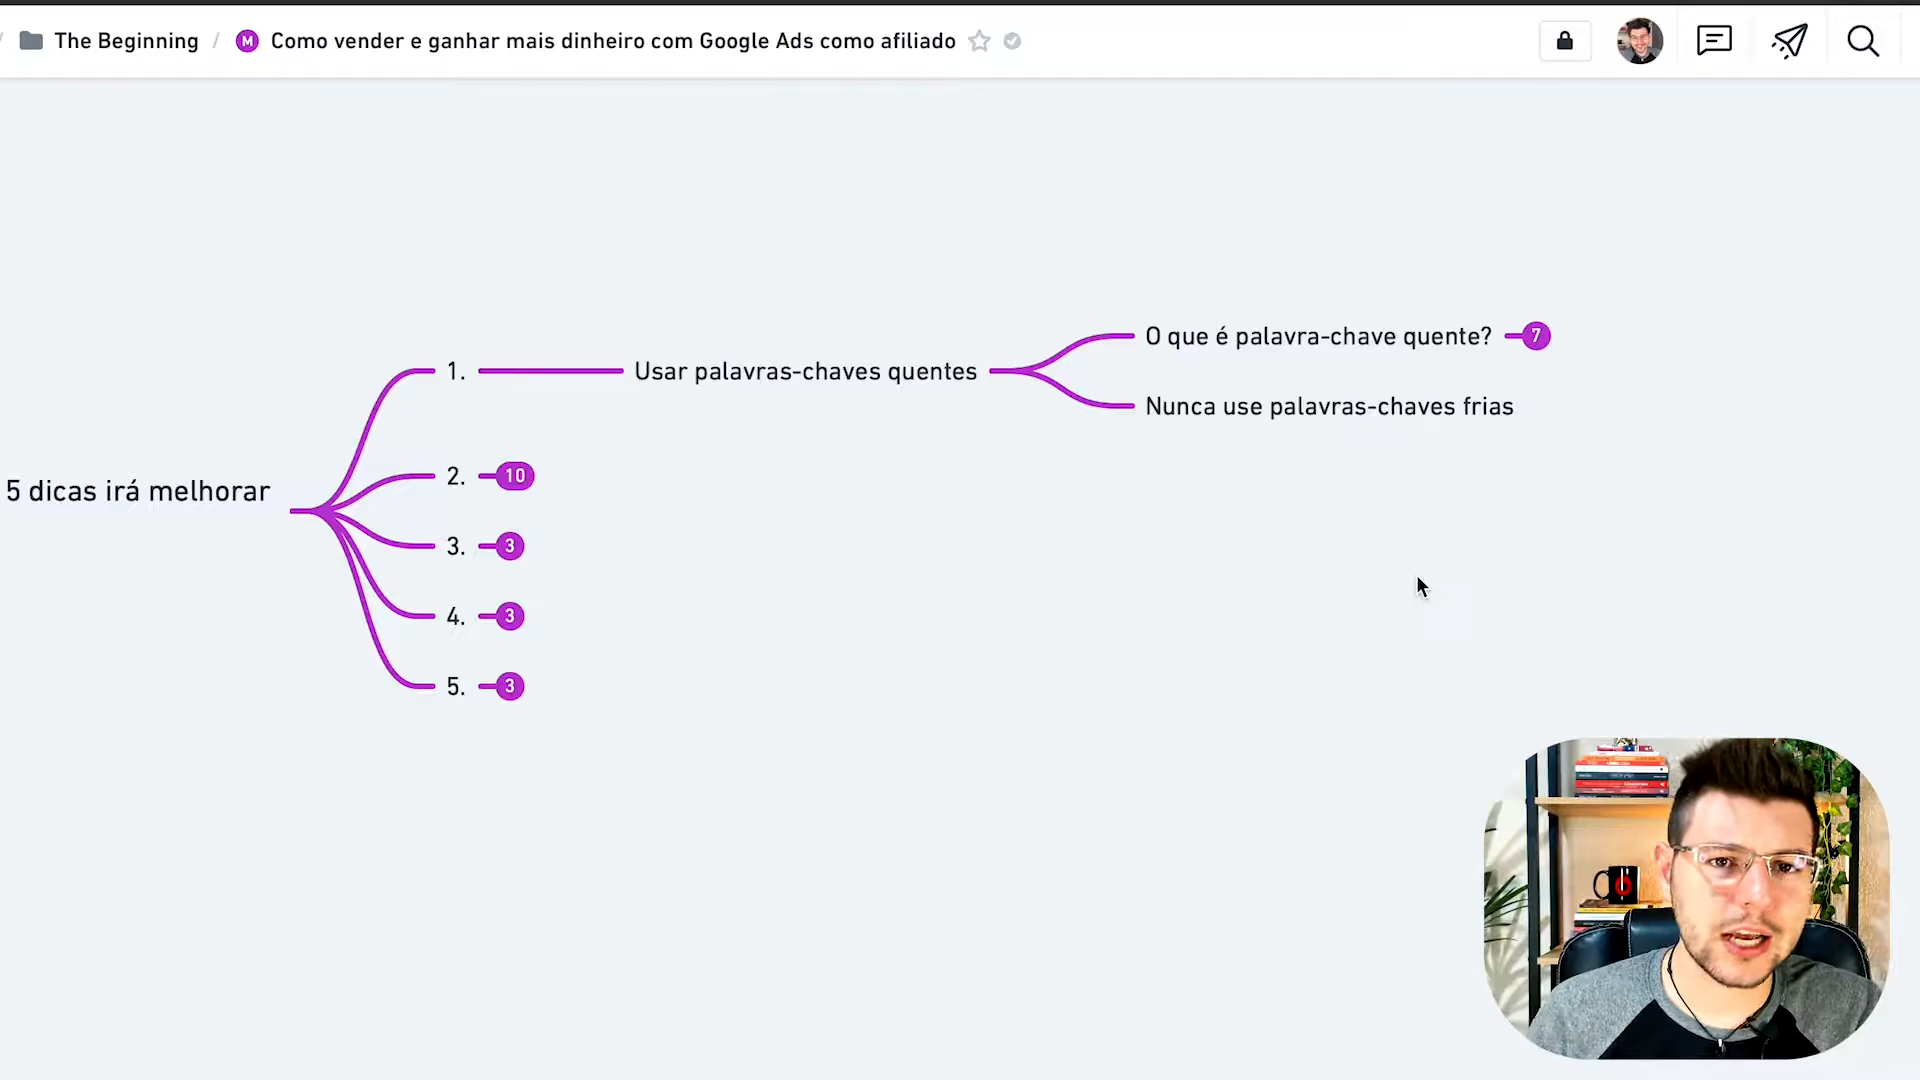 / The Beginning / M Como vender e ganhar mais dinheiro com Google Ads como afiliado
5 dicas irá melhorar
1.
Usar palavras-chaves quentes
O que é palavra-chave quente? 7
Nunca use palavras-chaves frias
2. 10
3. 3
4. 3
5. 3